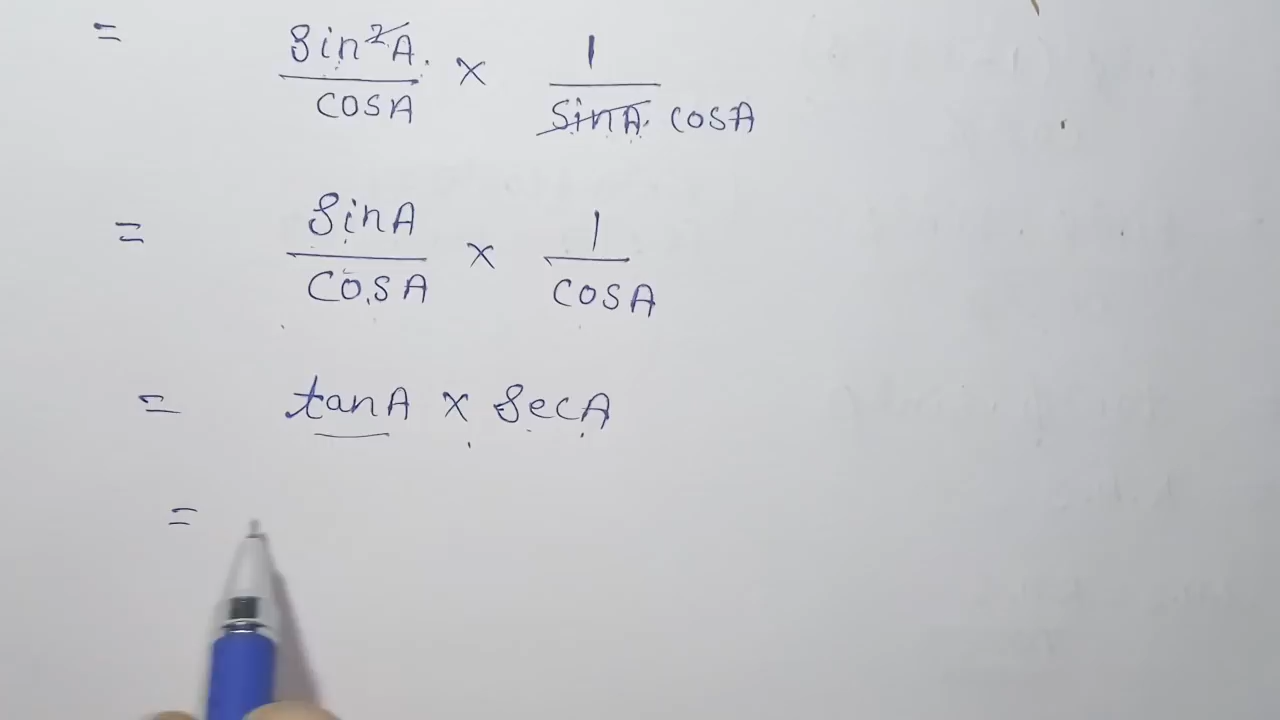 = sin²A / cosA × 1 / sinA cosA
= sinA / cosA × 1 / cosA
= tanA × secA
=